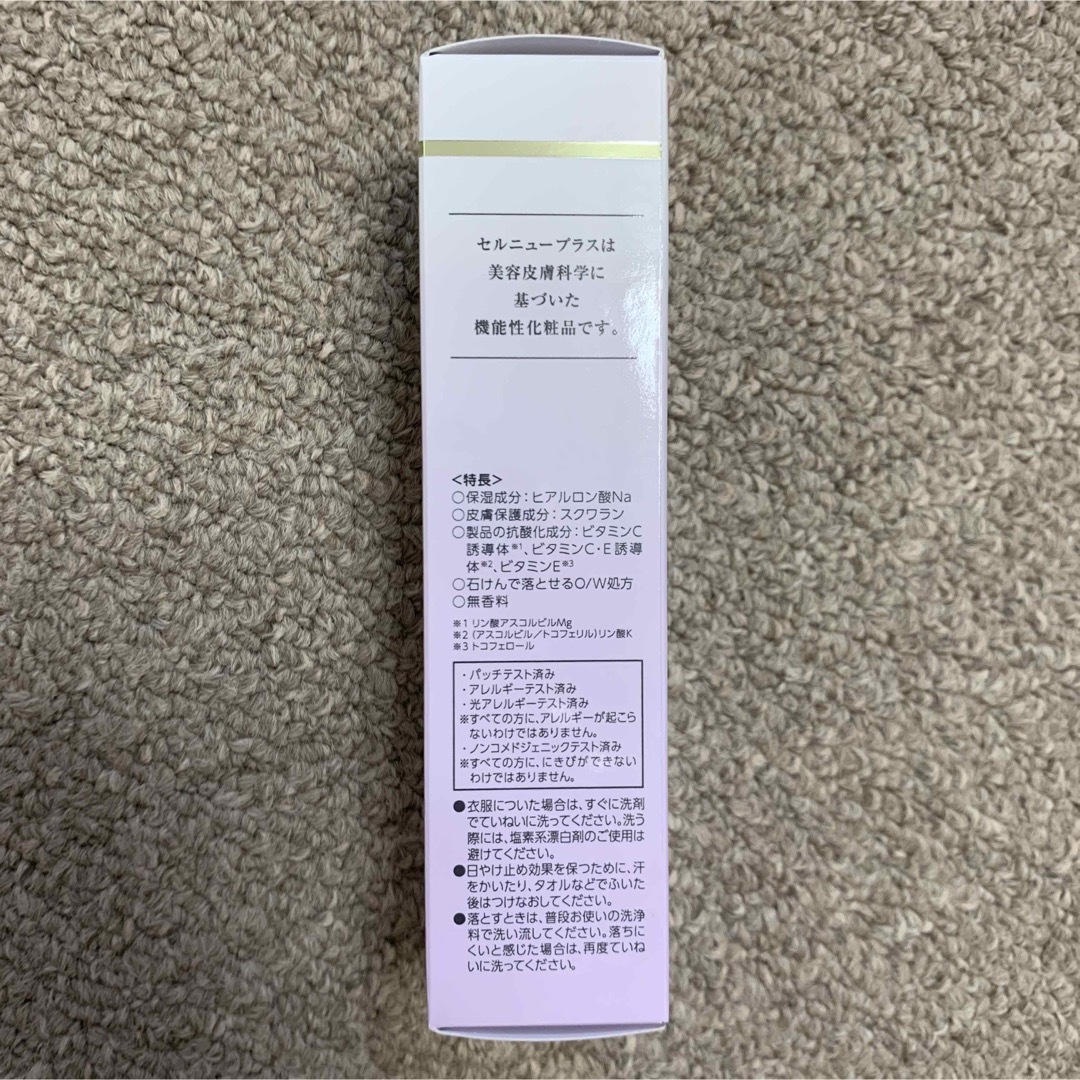 セルニュープラスは
美容皮膚科学に
基づいた
機能性化粧品です。
<特長>
○保湿成分：ヒアルロン酸Na
○皮膚保護成分：スクワラン
○製品の抗酸化成分：ビタミンC
誘導体※1、ビタミンC・E誘導
体※2、ビタミンE※3
○石けんで落とせるO/W処方
○無香料
※1 リン酸アスコルビルMg
※2 (アスコルビル／トコフェリル)リン酸K
※3 トコフェロール
・パッチテスト済み
・アレルギーテスト済み
・光アレルギーテスト済み
※すべての方に、アレルギーが起こら
ないわけではありません。
・ノンコメドジェニックテスト済み
※すべての方に、にきびができない
わけではありません。
●衣服についた場合は、すぐに洗剤
でていねいに洗ってください。洗う
際には、塩素系漂白剤のご使用は
避けてください。
●日やけ止め効果を保つために、汗
をかいたり、タオルなどでふいた
後はつけなおしてください。
●落とすときは、普段お使いの洗浄
料で洗い流してください。落ちに
くいと感じた場合は、再度ていね
いに洗ってください。